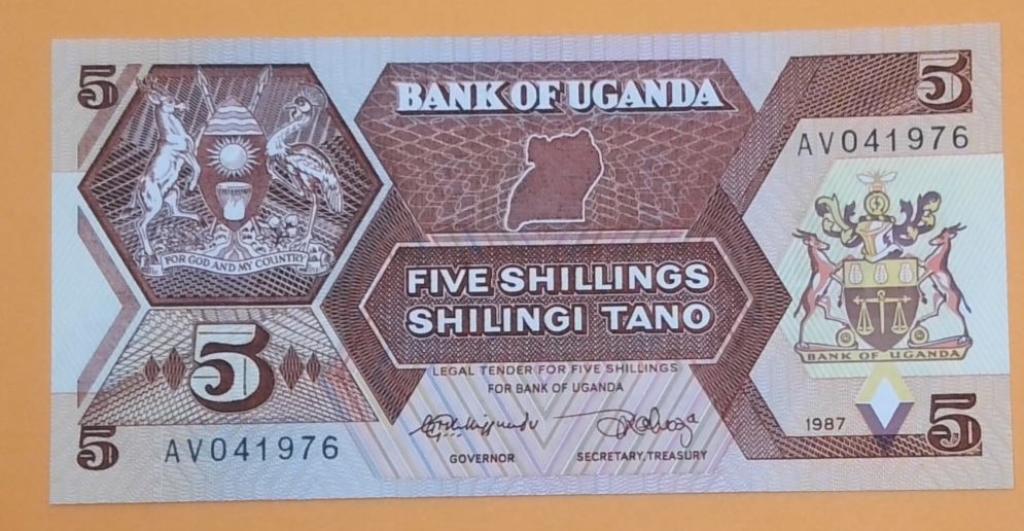 5
5
BANK OF UGANDA
AV041976
FOR GOD AND MY COUNTRY
FIVE SHILLINGS
SHILINGI TANO
BANK OF UGANDA
5
LEGAL TENDER FOR FIVE SHILLINGS
FOR BANK OF UGANDA
1987
5
5
AV041976
GOVERNOR
SECRETARY, TREASURY